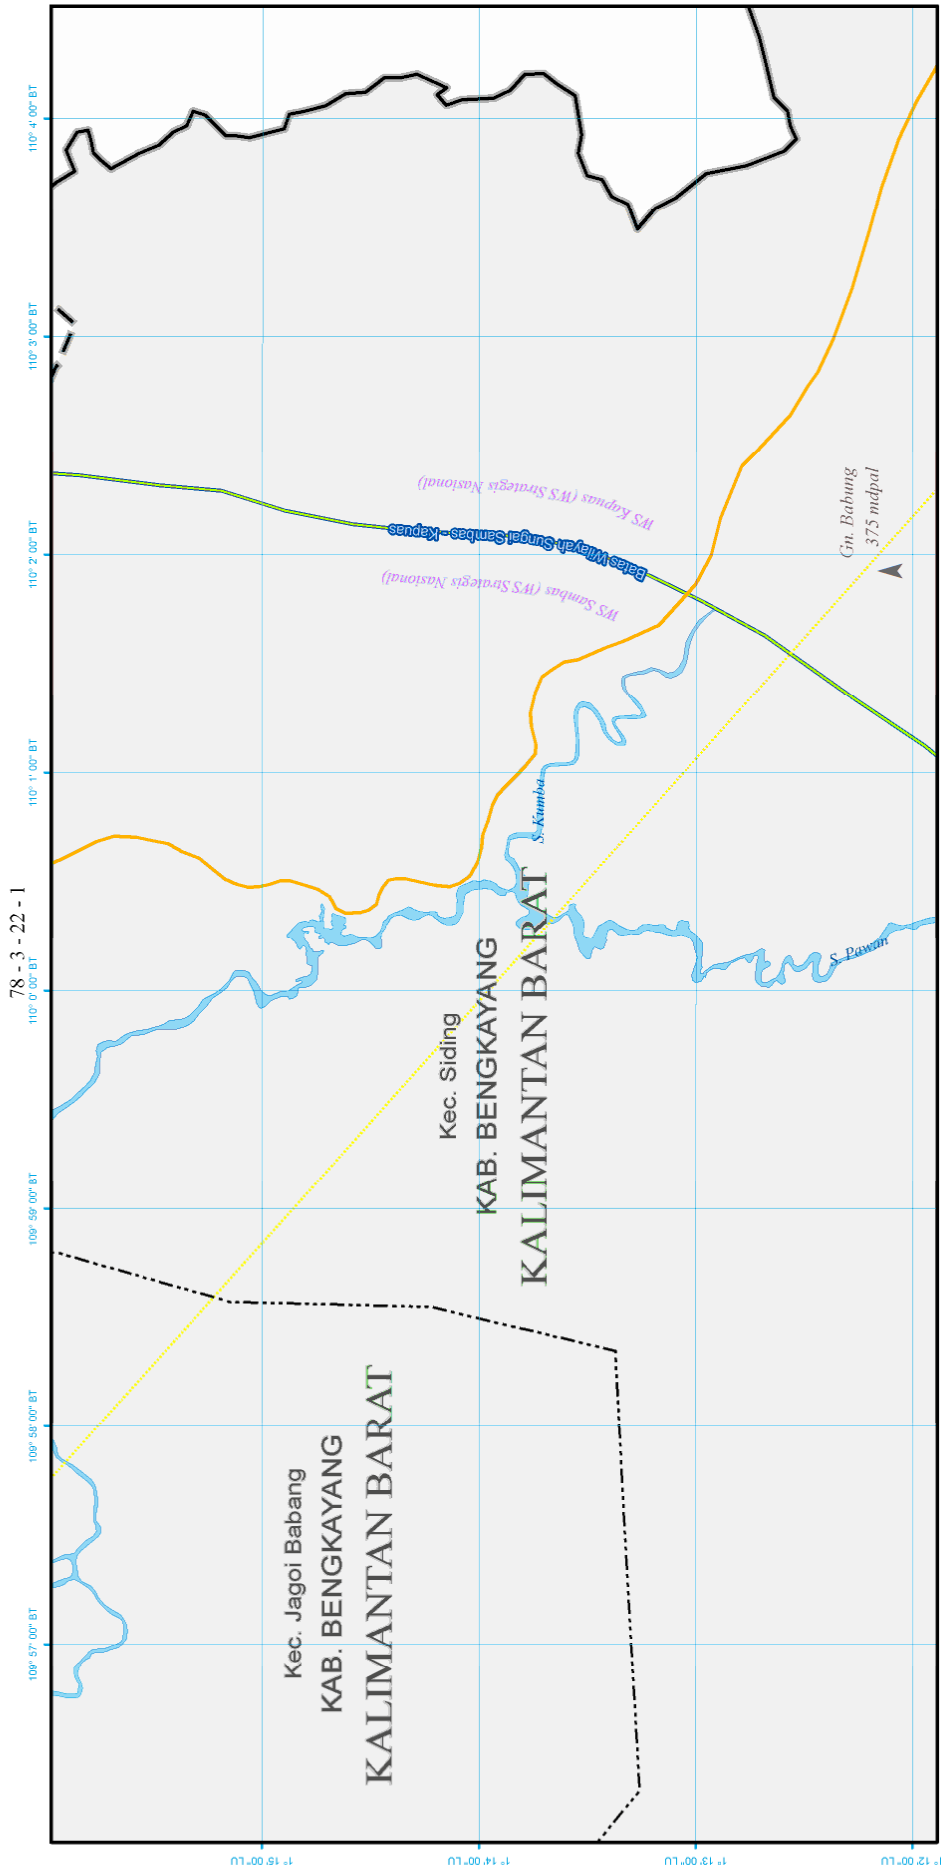 78 - 3 - 22 - 1
109° 57' 00" BT
109° 58' 00" BT
109° 59' 00" BT
110° 0' 00" BT
110° 1' 00" BT
110° 2' 00" BT
110° 3' 00" BT
110° 4' 00" BT
1° 15' 00" LU
1° 14' 00" LU
1° 13' 00" LU
1° 12' 00" LU
Kec. Jagoi Babang
KAB. BENGKAYANG
KALIMANTAN BARAT
Kec. Siding
KAB. BENGKAYANG
KALIMANTAN BARAT
S. Kumba
S. Pawan
WS Sambas (WS Strategis Nasional)
Batas Wilayah Sungai Sambas - Kapuas
WS Kapuas (WS Strategis Nasional)
Gn. Babung
375 mdpal